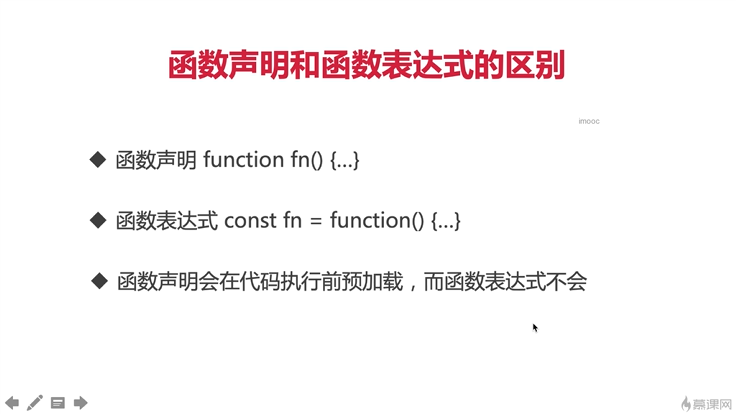 函数声明和函数表达式的区别
imooc
函数声明 function fn() {...}
函数表达式 const fn = function() {...}
函数声明会在代码执行前预加载，而函数表达式不会
慕课网